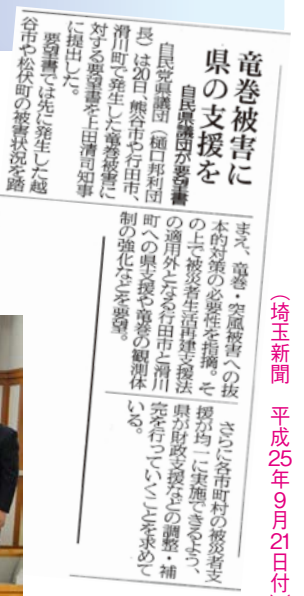 竜巻被害に
県の支援を
自民県議団が要望書
自民党県議団（樋口邦利団
長）は20日、熊谷市や行田市、
滑川町で発生した竜巻被害に
対する要望書を上田清司知事
に提出した。
要望書では先に発生した越
谷市や松伏町の被害状況を踏
まえ、竜巻・突風被害への抜
本的対策の必要性を指摘。そ
の上で被災者生活再建支援法
の適用外となる行田市と滑川
町への県支援や竜巻の観測体
制の強化などを要望。
さらに各市町村の被災者支
援が均一に実施できるよう、
県が財政支援などの調整・補
完を行っていくことを求めて
いる。
（埼玉新聞　平成25年9月21日付）